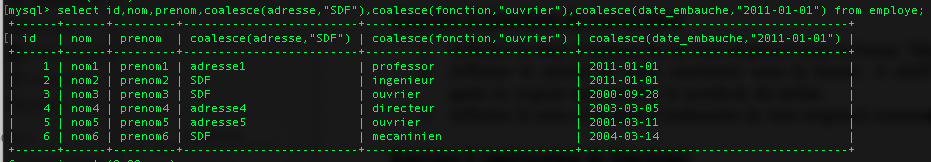 [mysql> select id,nom,prenom,coalesce(adresse,"SDF"),coalesce(fonction,"ouvrier"),coalesce(date_embauche,"2011-01-01") from employe;
+------+------+---------+-------------------------+------------------------------+--------------------------------------+
[| id | nom | prenom | coalesce(adresse,"SDF") | coalesce(fonction,"ouvrier") | coalesce(date_embauche,"2011-01-01") |
+------+------+---------+-------------------------+------------------------------+--------------------------------------+
| 1 | nom1 | prenom1 | adresse1 | professor | 2011-01-01 |
| 2 | nom2 | prenom2 | SDF | ingenieur | 2011-01-01 |
| 3 | nom3 | prenom3 | SDF | ouvrier | 2000-09-28 |
| 4 | nom4 | prenom4 | adresse4 | directeur | 2003-03-05 |
| 5 | nom5 | prenom5 | adresse5 | ouvrier | 2001-03-11 |
| 6 | nom6 | prenom6 | SDF | mecaninien | 2004-03-14 |
+------+------+---------+-------------------------+------------------------------+--------------------------------------+